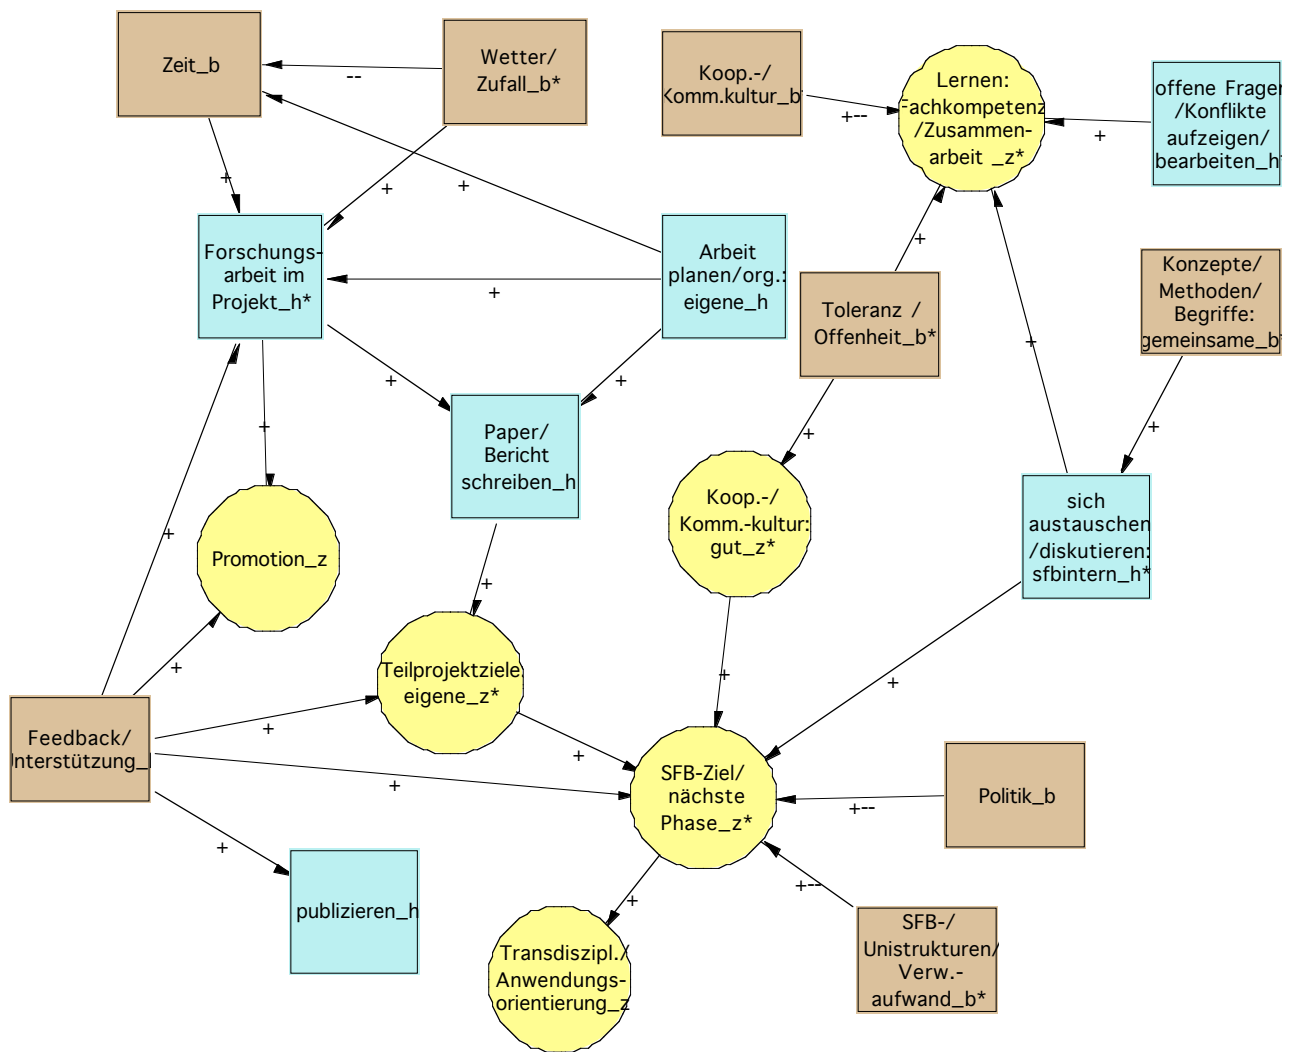 Zeit_b
--
Wetter/
Zufall_b*
Koop.-/
Komm.kultur_b
+--
Lernen:
achkompetenz
/Zusammen-
arbeit _z*
+
offene Frager
/Konflikte
aufzeigen/
bearbeiten_h
+
+
+
Forschungs-
arbeit im
Projekt_h*
+
Arbeit
planen/org.:
eigene_h
+
Toleranz /
Offenheit_b*
Konzepte/
Methoden/
Begriffe:
gemeinsame_b*
+
+
+
+
+
+
Paper/
Bericht
schreiben_h
Koop.-/
Komm.-kultur:
gut_z*
sich
austauschen
/diskutieren:
sfbintern_h*
+
Promotion_z
+
+
Teilprojektziele
eigene_z*
+
+
Feedback/
nterstützung_
+
+
+
SFB-Ziel/
nächste
Phase_z*
+--
Politik_b
+
publizieren_h
+
+--
SFB-/
Unistrukturen/
Verw.-
aufwand_b*
Transdiszipl./
Anwendungs-
orientierung_z